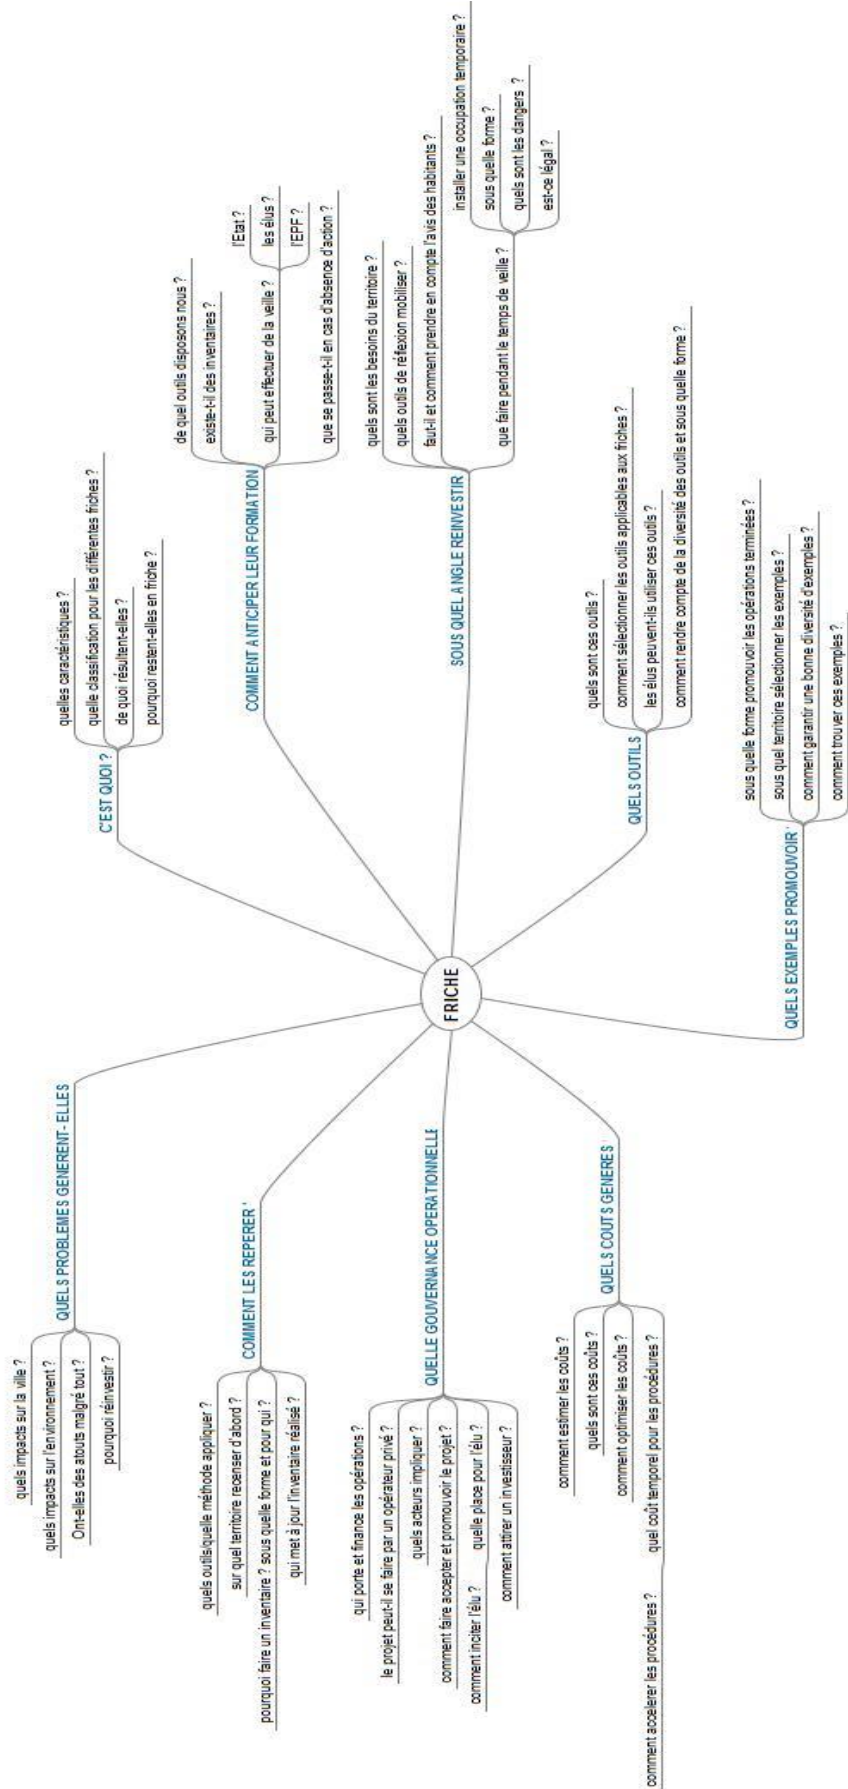 FRICHE
QUELS PROBLEMES GENERENT- ELLES
quels impacts sur la ville ?
quels impacts sur l'environnement ?
Ont-elles des atouts malgré tout ?
pourquoi réinvestir ?
COMMENT LES REPERER '
quels outils/quelle méthode appliquer ?
sur quel territoire recenser d'abord ?
pourquoi faire un inventaire ? sous quelle forme et pour qui ?
qui met à jour l'inventaire réalisé ?
QUELLE GOUVERNANCE OPERATIONNELLE
qui porte et finance les opérations ?
le projet peut-il se faire par un opérateur privé ?
quels acteurs impliquer ?
comment faire accepter et promouvoir le projet ?
comment inciter l'élu ? quelle place pour l'élu ?
comment attirer un investisseur ?
QUELS COUTS GENERES
comment estimer les coûts ?
quels sont ces coûts ?
comment optimiser les coûts ?
comment accelerer les procédures ? quel coût temporel pour les procédures ?
C'EST QUOI ?
quelles caractéristiques ?
quelle classification pour les différentes friches ?
de quoi résultent-elles ?
pourquoi restent-elles en friche ?
COMMENT ANTICIPER LEUR FORMATION
de quel outils disposons nous ?
existe-t-il des inventaires ?
qui peut effectuer de la veille ?
l'Etat ?
les élus ?
l'EPF ?
que se passe-t-il en cas d'absence d'action ?
SOUS QUEL ANGLE REINVESTIR
quels sont les besoins du territoire ?
quels outils de réflexion mobiliser ?
faut-il et comment prendre en compte l'avis des habitants ?
que faire pendant le temps de veille ?
installer une occupation temporaire ?
sous quelle forme ?
quels sont les dangers ?
est-ce légal ?
QUELS OUTILS
quels sont ces outils ?
comment sélectionner les outils applicables aux friches ?
les élus peuvent-ils utiliser ces outils ?
comment rendre compte de la diversité des outils et sous quelle forme ?
QUELS EXEMPLES PROMOUVOIR '
sous quelle forme promouvoir les opérations terminées ?
sous quel territoire sélectionner les exemples ?
comment garantir une bonne diversité d'exemples ?
comment trouver ces exemples ?